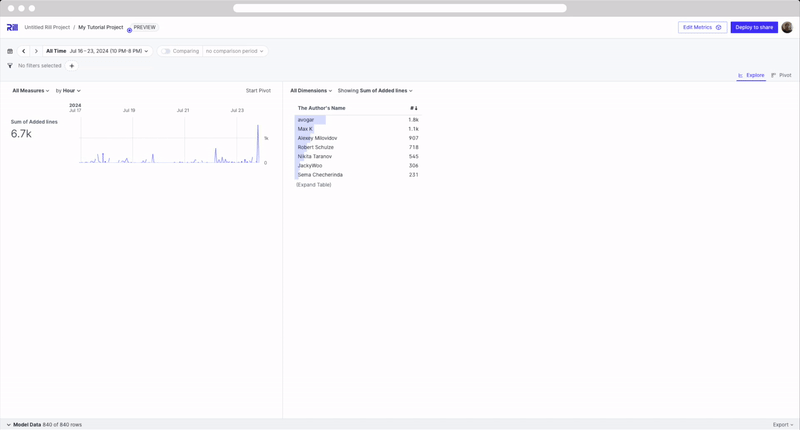 Rill Untitled Rill Project / My Tutorial Project PREVIEW Edit Metrics Deploy to share
All Time Jul 16 – 23, 2024 (10 PM-8 PM) Comparing no comparison period
No filters selected +
Explore Pivot
All Measures by Hour Start Pivot
2024
Jul 17 Jul 19 Jul 21 Jul 23
Sum of Added lines
6.7k
1k
0
All Dimensions Showing Sum of Added lines
The Author's Name #↓
avogar 1.8k
Max K 1.1k
Alexey Milovidov 907
Robert Schulze 718
Nikita Taranov 545
JackyWoo 306
Sema Checherinda 231
(Expand Table)
Model Data 840 of 840 rows Export